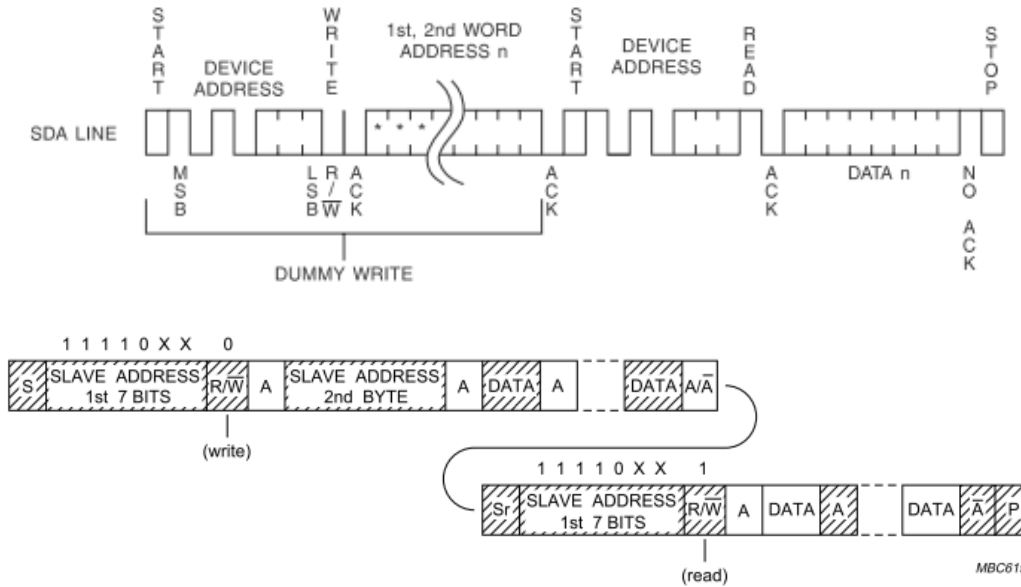 START
WRITE
1st, 2nd WORD
ADDRESS n
START
DEVICE
ADDRESS
READ
STOP
DEVICE
ADDRESS
SDA LINE
* * *
MSB
LSB
R/W̅
ACK
ACK
ACK
DATA n
NO ACK
DUMMY WRITE
1 1 1 1 0 X X 0
S SLAVE ADDRESS 1st 7 BITS R/W̅ A SLAVE ADDRESS 2nd BYTE A DATA A DATA A/A̅
(write)
1 1 1 1 0 X X 1
Sr SLAVE ADDRESS 1st 7 BITS R/W̅ A DATA A DATA A̅ P
(read)